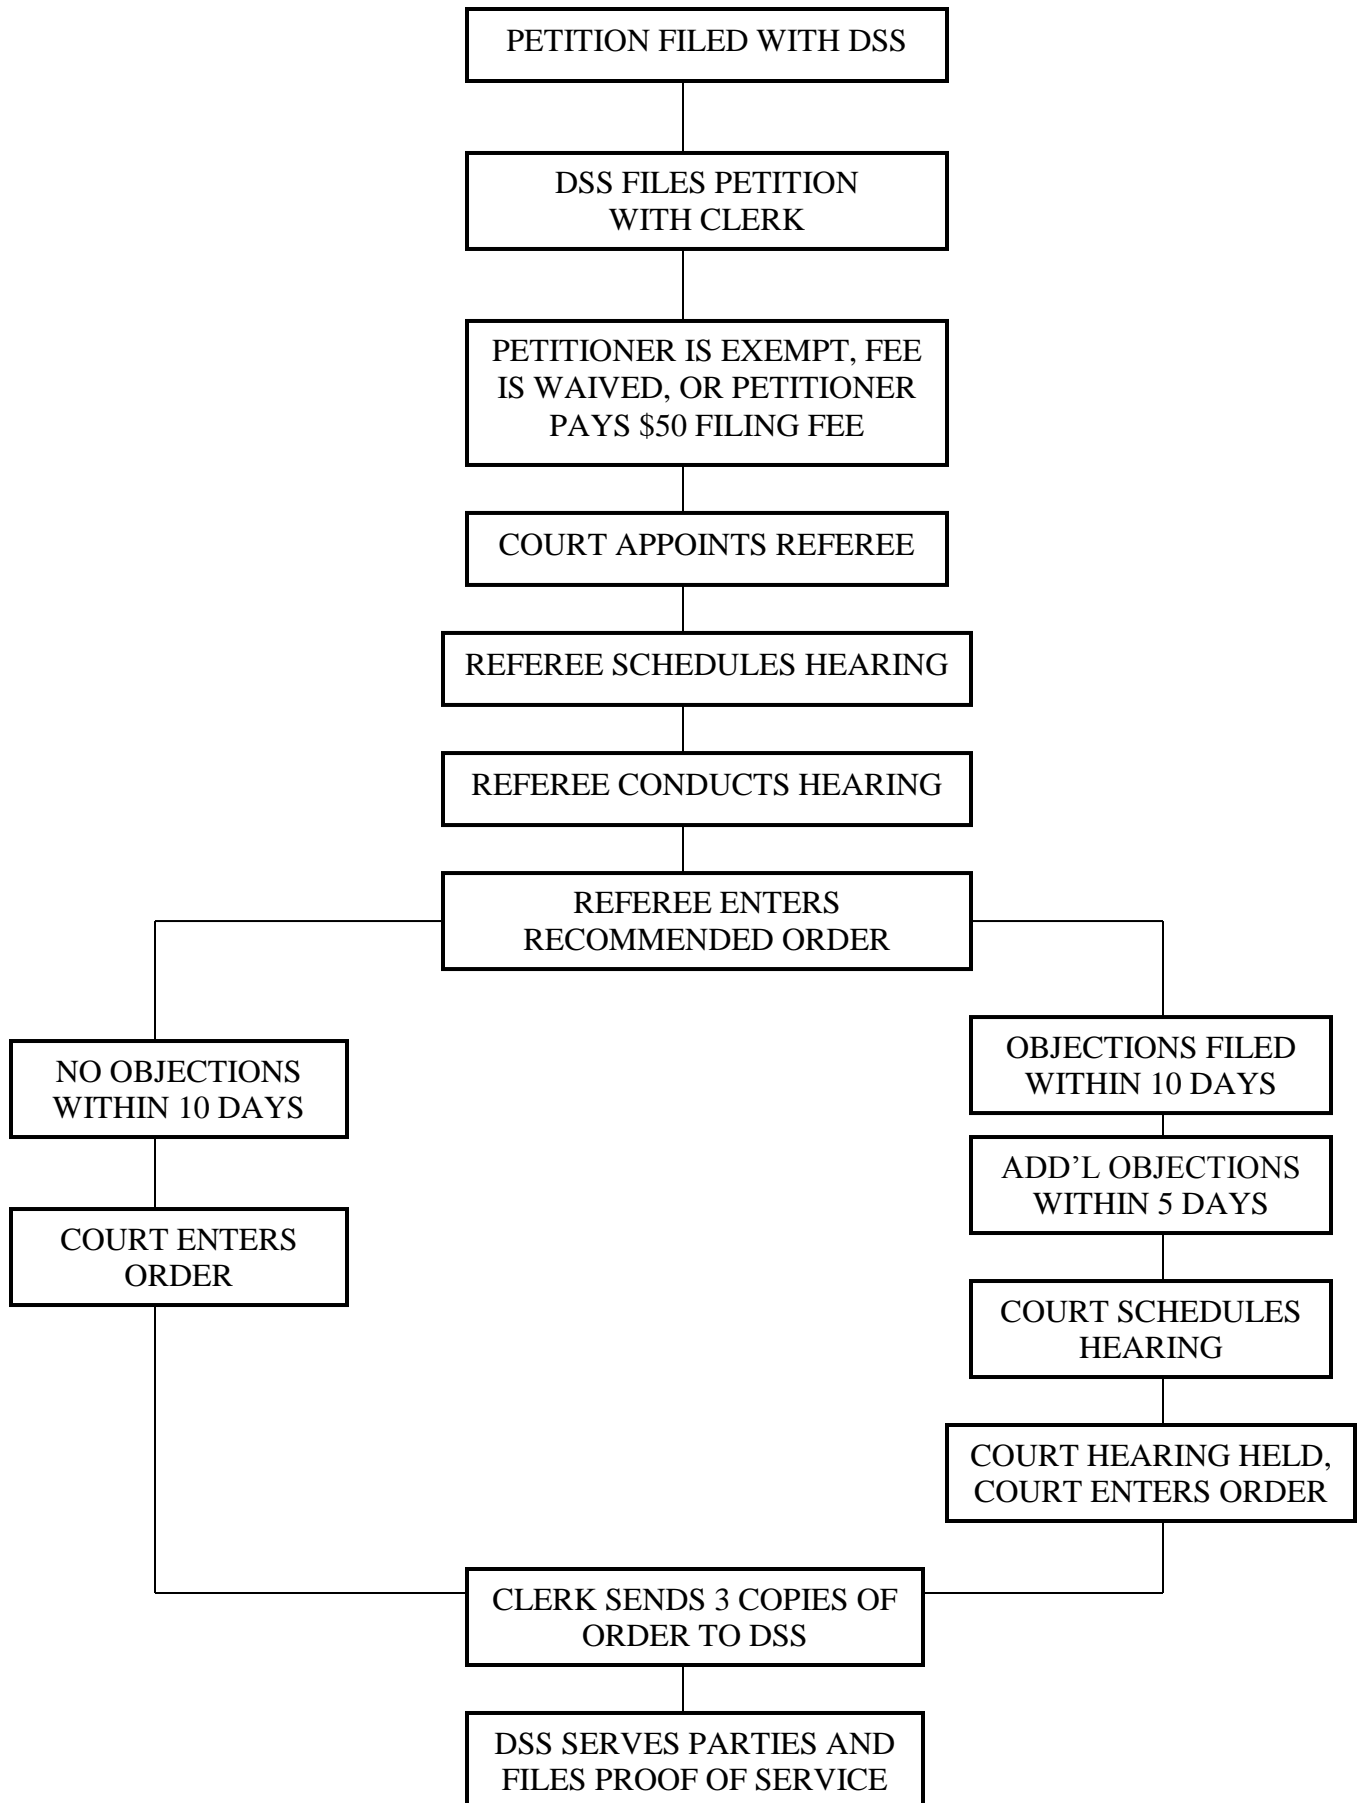 PETITION FILED WITH DSS
DSS FILES PETITION
WITH CLERK
PETITIONER IS EXEMPT, FEE
IS WAIVED, OR PETITIONER
PAYS $50 FILING FEE
COURT APPOINTS REFEREE
REFEREE SCHEDULES HEARING
REFEREE CONDUCTS HEARING
REFEREE ENTERS
RECOMMENDED ORDER
NO OBJECTIONS
WITHIN 10 DAYS
COURT ENTERS
ORDER
OBJECTIONS FILED
WITHIN 10 DAYS
ADD’L OBJECTIONS
WITHIN 5 DAYS
COURT SCHEDULES
HEARING
COURT HEARING HELD,
COURT ENTERS ORDER
CLERK SENDS 3 COPIES OF
ORDER TO DSS
DSS SERVES PARTIES AND
FILES PROOF OF SERVICE